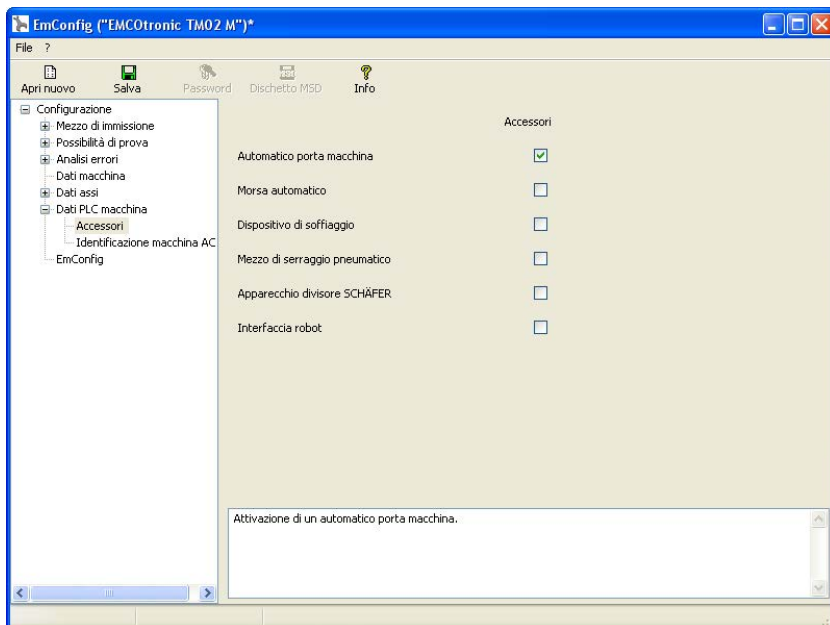 EmConfig ("EMCOtronic TM02 M")*
File ?
Apri nuovo Salva Password Dischetto MSD Info
Configurazione
Mezzo di immissione
Possibilità di prova
Analisi errori
Dati macchina
Dati assi
Dati PLC macchina
Accessori
Identificazione macchina AC
EmConfig
Accessori
Automatico porta macchina
Morsa automatico
Dispositivo di soffiaggio
Mezzo di serraggio pneumatico
Apparecchio divisore SCHÄFER
Interfaccia robot
Attivazione di un automatico porta macchina.